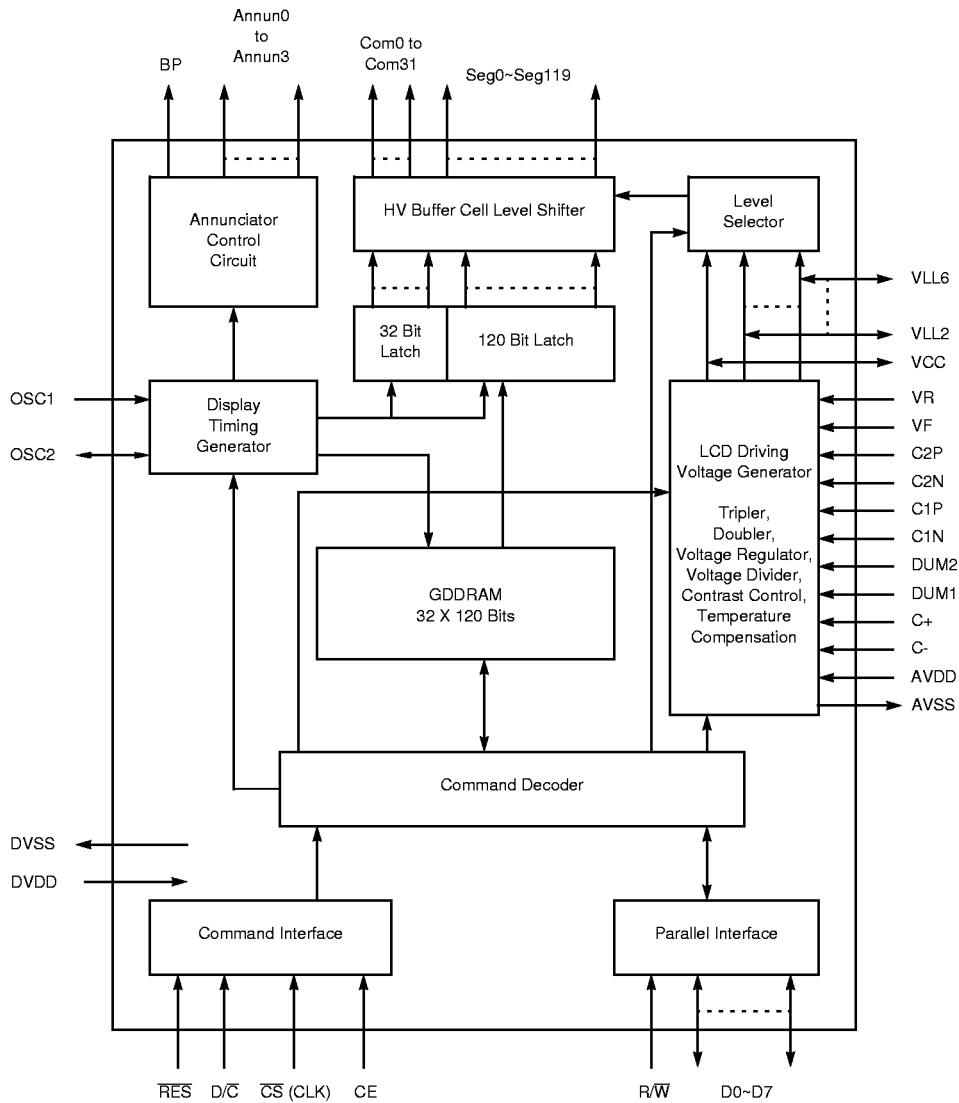 Annun0
to
Annun3
BP
Com0 to
Com31
Seg0~Seg119
Annunciator
Control
Circuit
HV Buffer Cell Level Shifter
Level
Selector
VLL6
32 Bit
Latch
120 Bit Latch
VLL2
VCC
OSC1
OSC2
Display
Timing
Generator
VR
VF
C2P
C2N
C1P
C1N
DUM2
DUM1
C+
C-
AVDD
AVSS
LCD Driving
Voltage Generator
Tripler,
Doubler,
Voltage Regulator,
Voltage Divider,
Contrast Control,
Temperature
Compensation
GDDRAM
32 X 120 Bits
Command Decoder
DVSS
DVDD
Command Interface
Parallel Interface
R̅E̅S̅
D/C̅
C̅S̅ (CLK)
CE
R/W̅
D0~D7